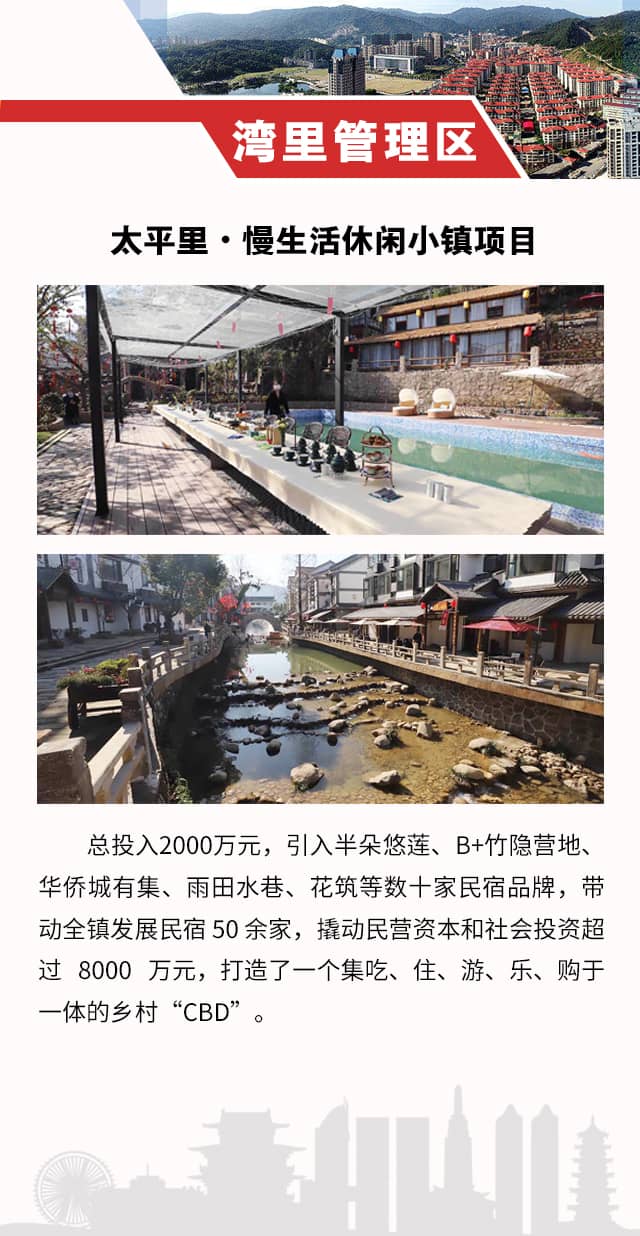 湾里管理区
太平里·慢生活休闲小镇项目
总投入2000万元，引入半朵悠莲、B+竹隐营地、
华侨城有集、雨田水巷、花筑等数十家民宿品牌，带
动全镇发展民宿 50 余家，撬动民营资本和社会投资超
过 8000 万元，打造了一个集吃、住、游、乐、购于
一体的乡村“CBD”。